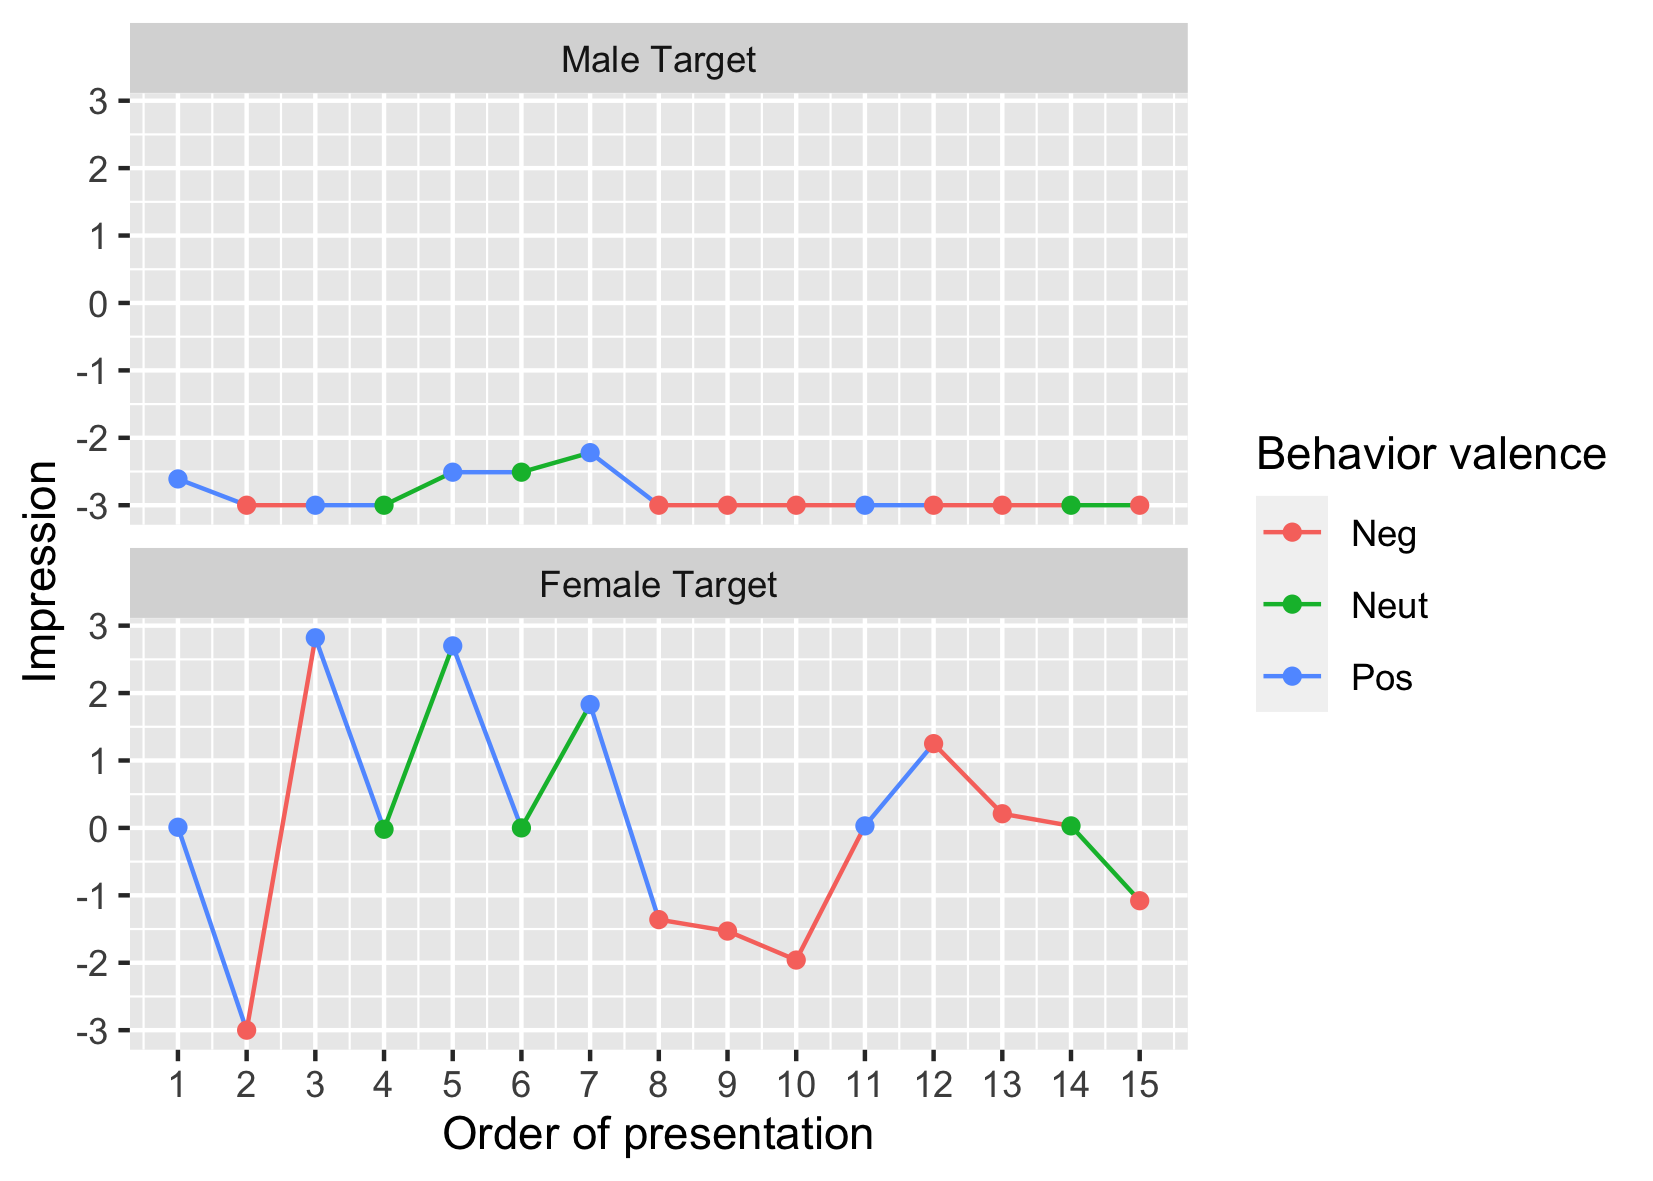 Male Target
3
2
1
0
-1
-2
-3
Impression
Female Target
3
2
1
0
-1
-2
-3
1 2 3 4 5 6 7 8 9 10 11 12 13 14 15
Order of presentation
Behavior valence
Neg
Neut
Pos